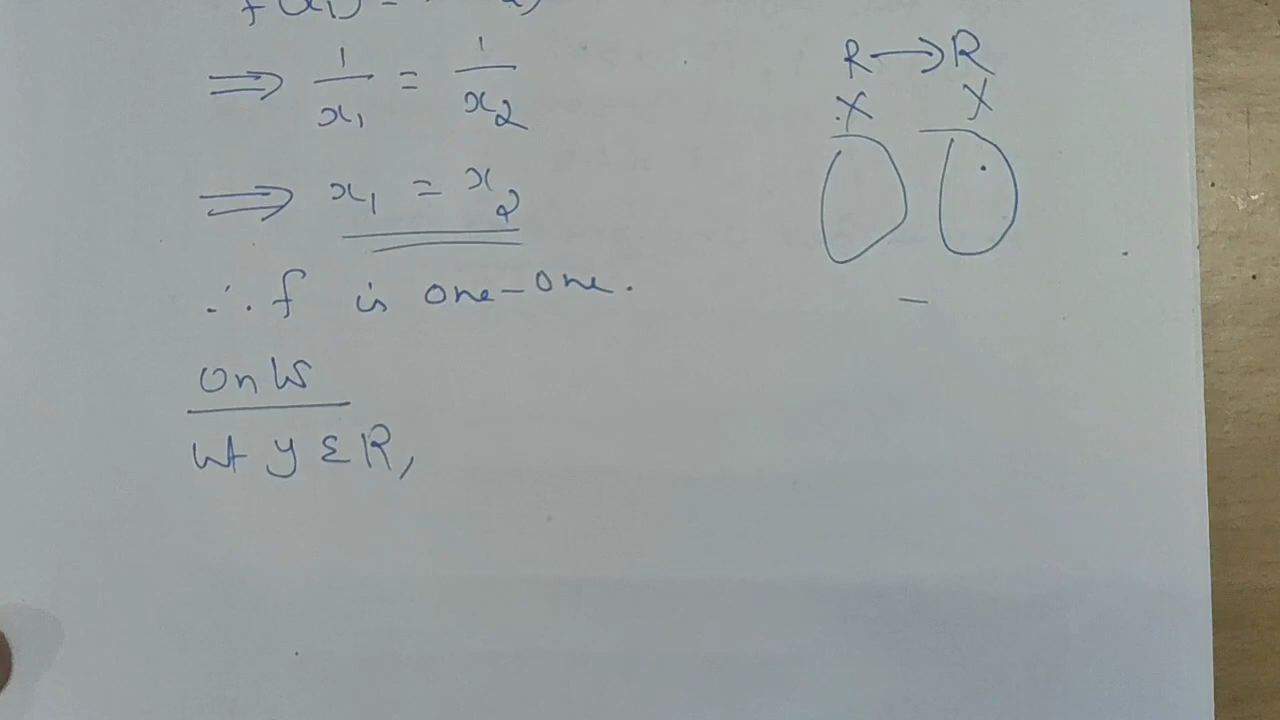 ⇒ 1/x₁ = 1/x₂
⇒ x₁ = x₂
∴ f is one-one.
Onto
Let y ∈ R,
R → R
X Y